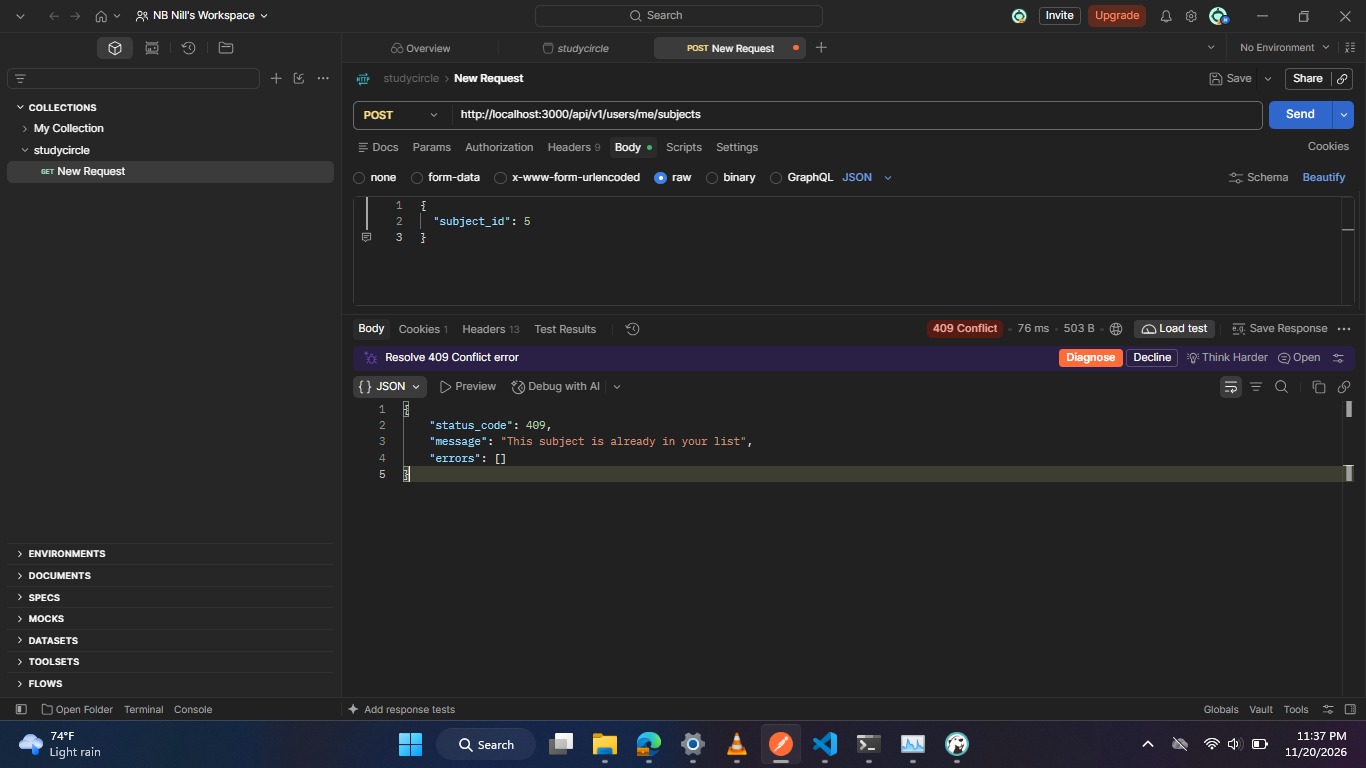 NB Nill's Workspace
Search
Invite
Upgrade
Overview
studycircle
POST New Request
No Environment
COLLECTIONS
My Collection
studycircle
GET New Request
studycircle > New Request
Save
Share
POST
http://localhost:3000/api/v1/users/me/subjects
Send
Docs
Params
Authorization
Headers 9
Body
Scripts
Settings
Cookies
none
form-data
x-www-form-urlencoded
raw
binary
GraphQL
JSON
Schema
Beautify
1 {
2 "subject_id": 5
3 }
Body
Cookies 1
Headers 13
Test Results
409 Conflict
76 ms
503 B
Load test
Save Response
Resolve 409 Conflict error
Diagnose
Decline
Think Harder
Open
{ } JSON
Preview
Debug with AI
1 {
2 "status_code": 409,
3 "message": "This subject is already in your list",
4 "errors": []
5 }
ENVIRONMENTS
DOCUMENTS
SPECS
MOCKS
DATASETS
TOOLSETS
FLOWS
Open Folder
Terminal
Console
Add response tests
Globals
Vault
Tools
74°F
Light rain
Search
11:37 PM
11/20/2026